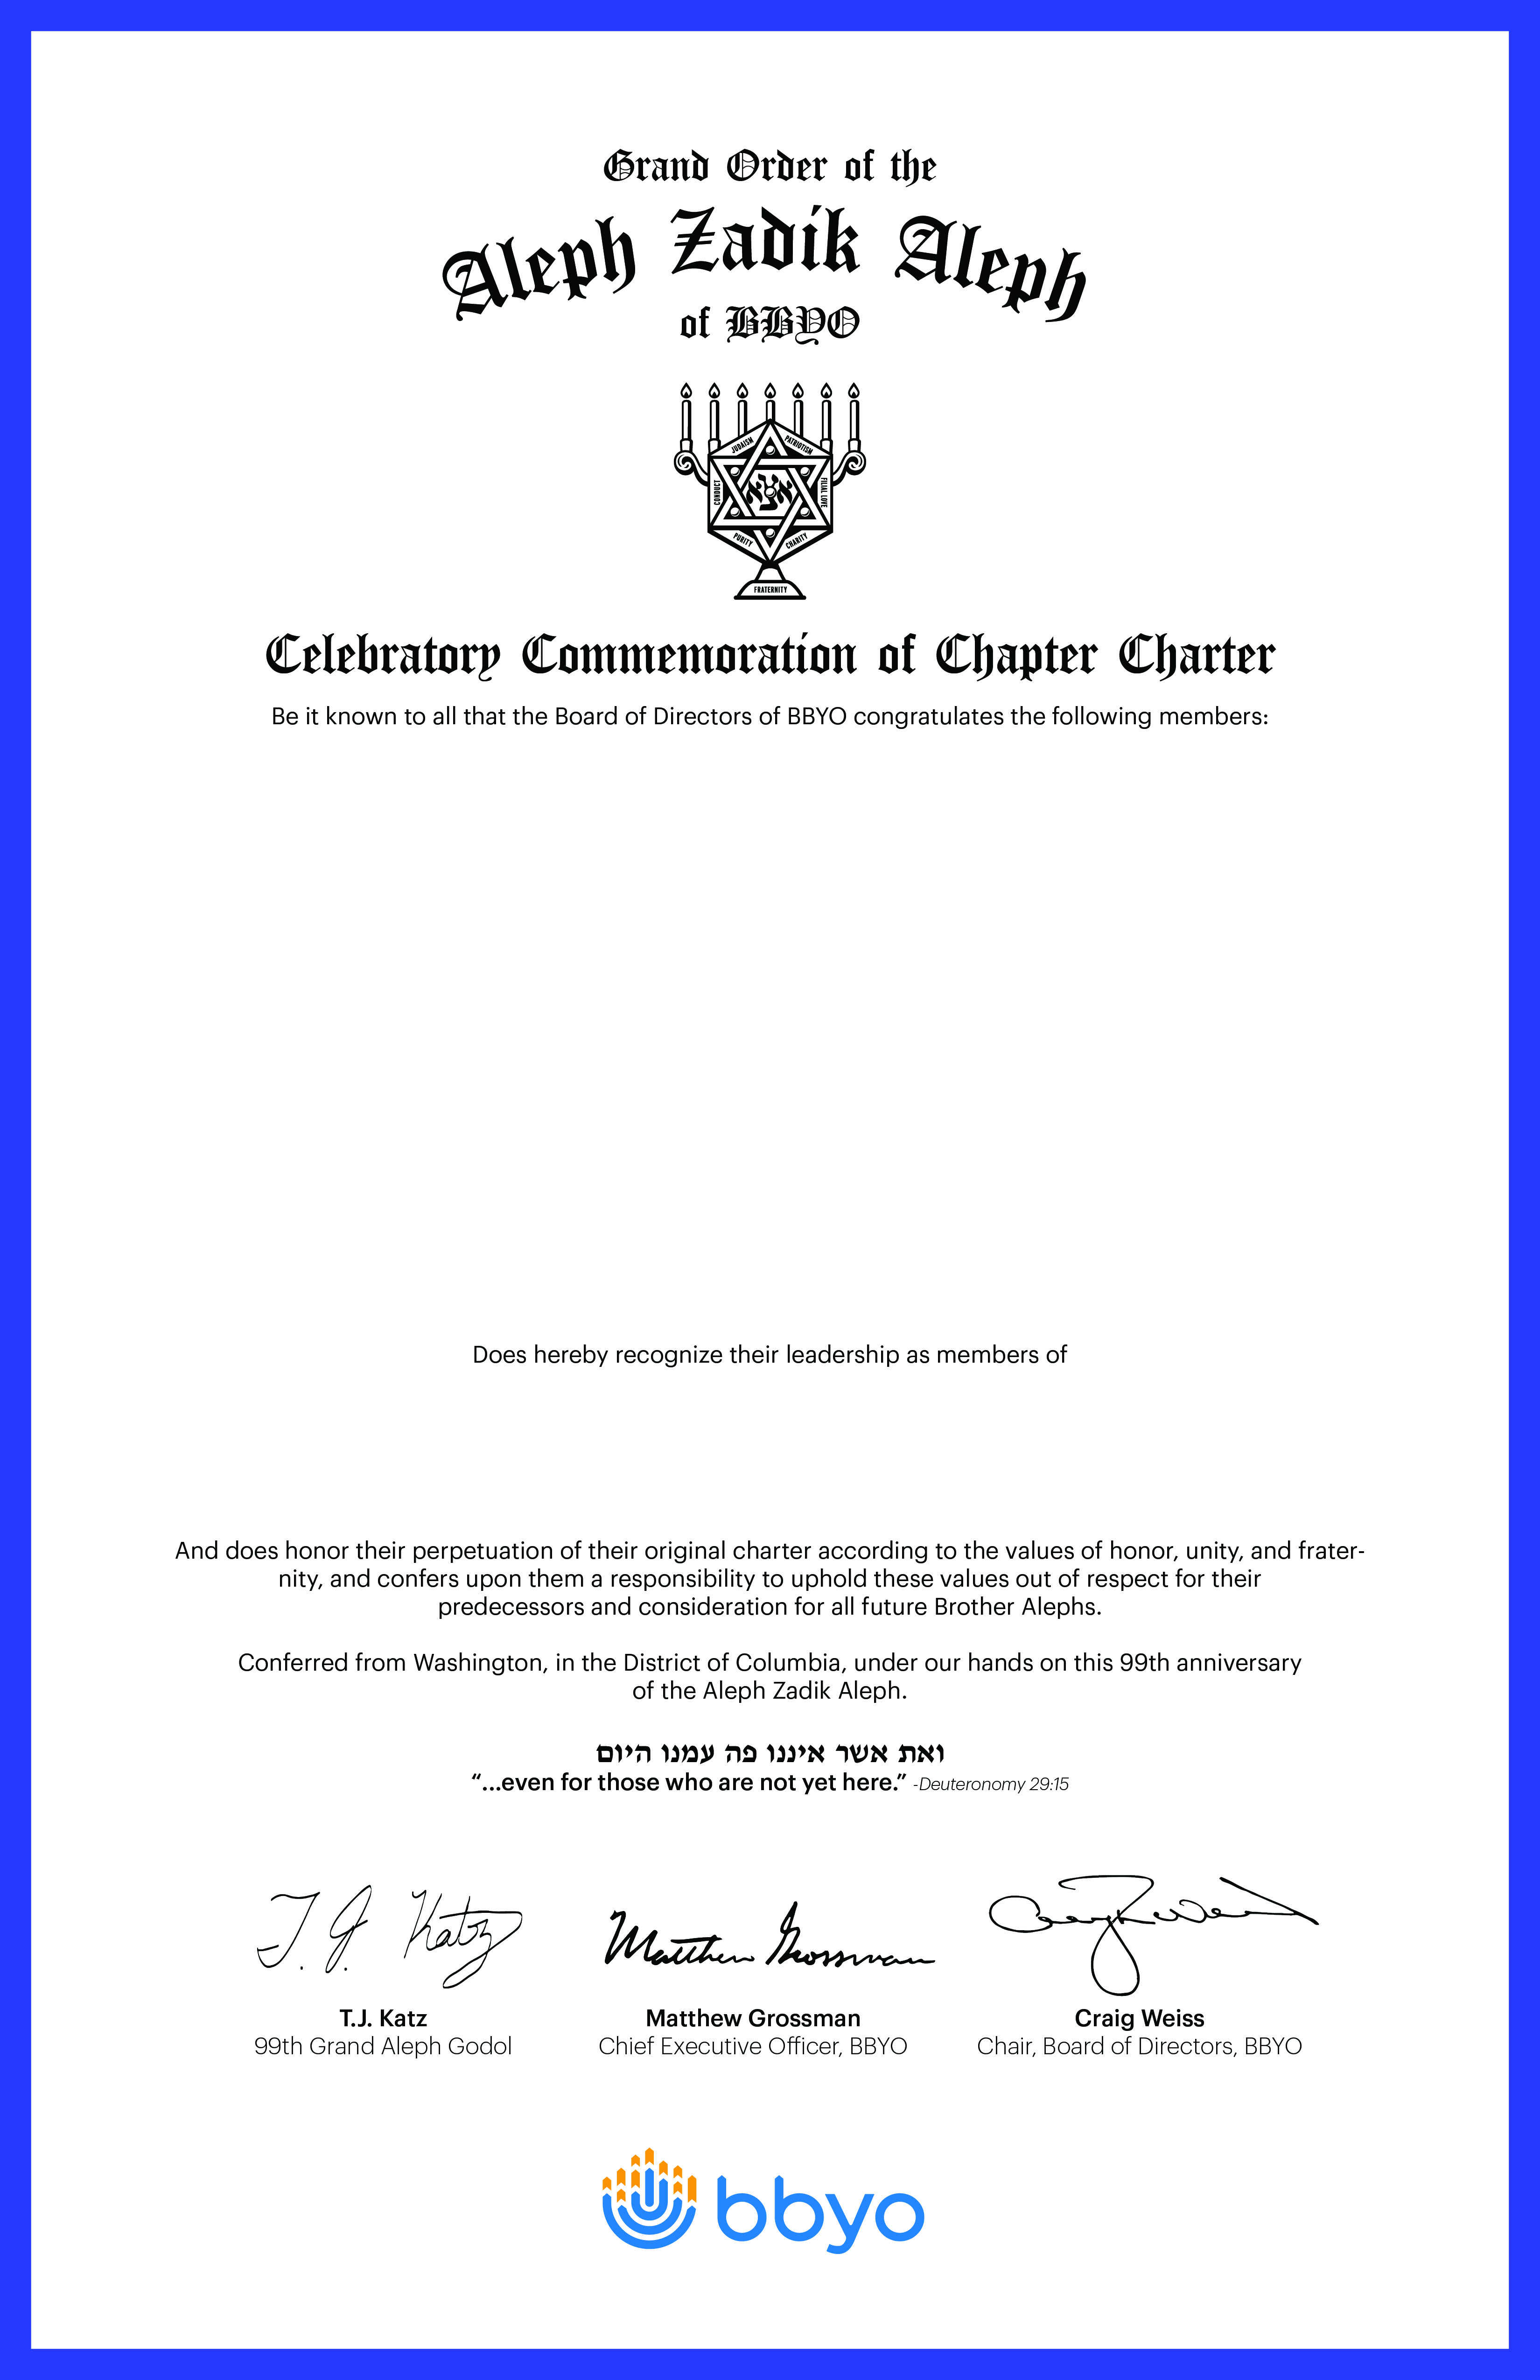 Grand Order of the
Aleph Zadik Aleph
of BBYO
JUDAISM
PATRIOTISM
CONDUCT
אצא
FILIAL LOVE
PURITY
CHARITY
FRATERNITY
Celebratory Commemoration of Chapter Charter
Be it known to all that the Board of Directors of BBYO congratulates the following members:
Does hereby recognize their leadership as members of
And does honor their perpetuation of their original charter according to the values of honor, unity, and frater-
nity, and confers upon them a responsibility to uphold these values out of respect for their
predecessors and consideration for all future Brother Alephs.
Conferred from Washington, in the District of Columbia, under our hands on this 99th anniversary
of the Aleph Zadik Aleph.
ואת אשר איננו פה עמנו היום
“...even for those who are not yet here.” -Deuteronomy 29:15
T. J. Katz
Matthew Grossman
Craig Weiss
T.J. Katz
Matthew Grossman
Craig Weiss
99th Grand Aleph Godol
Chief Executive Officer, BBYO
Chair, Board of Directors, BBYO
bbyo